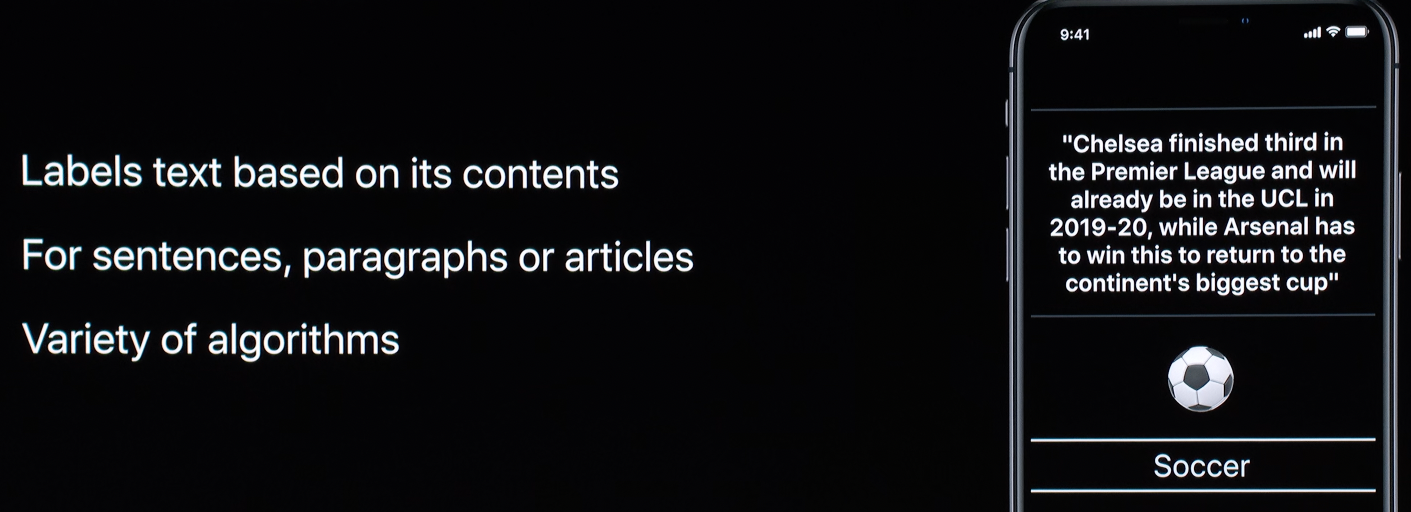 Labels text based on its contents
For sentences, paragraphs or articles
Variety of algorithms
9:41
"Chelsea finished third in
the Premier League and will
already be in the UCL in
2019-20, while Arsenal has
to win this to return to the
continent's biggest cup"
Soccer